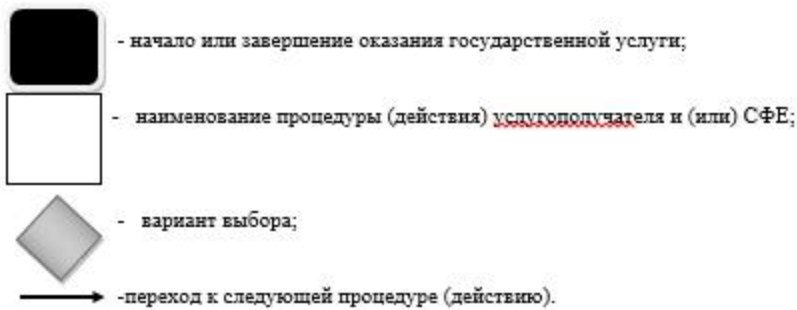 - начало или завершение оказания государственной услуги;
- наименование процедуры (действия) услугополучателя и (или) СФЕ;
- вариант выбора;
-переход к следующей процедуре (действию).